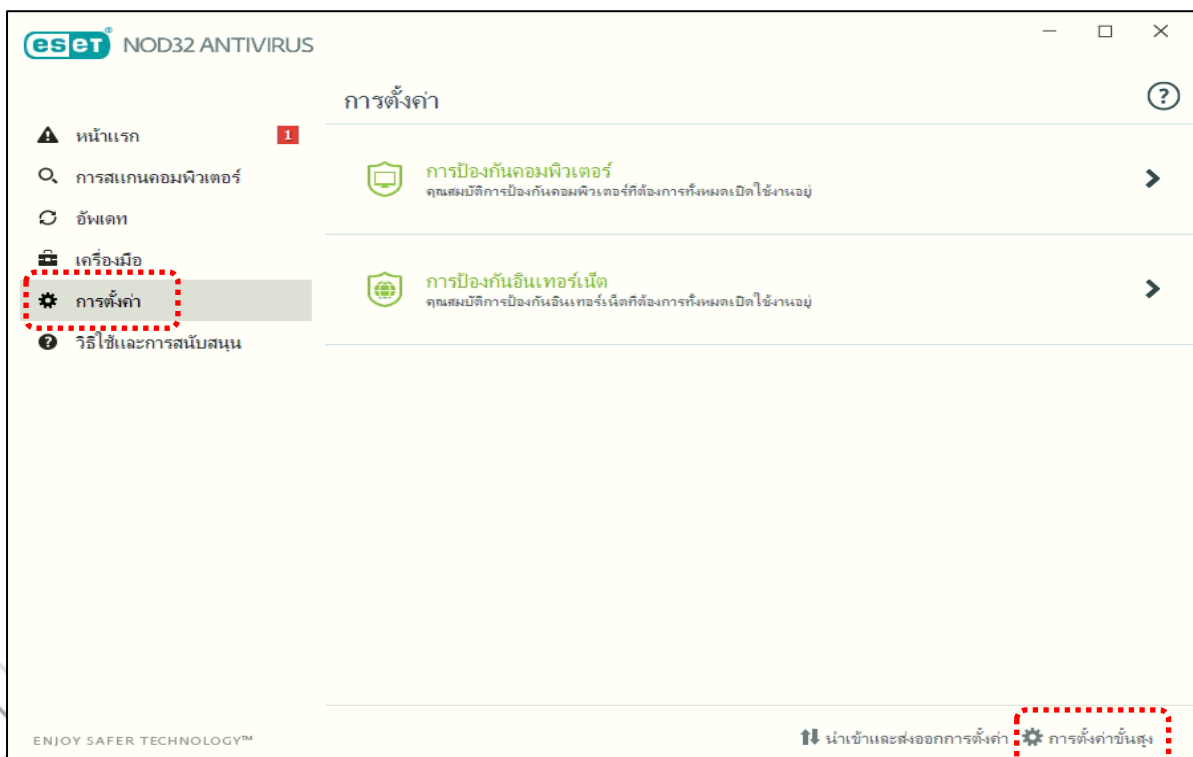 eset® NOD32 ANTIVIRUS
การตั้งค่า
หน้าแรก 1
การสแกนคอมพิวเตอร์
อัพเดท
เครื่องมือ
การตั้งค่า
วิธีใช้และการสนับสนุน
การป้องกันคอมพิวเตอร์
คุณสมบัติการป้องกันคอมพิวเตอร์ที่ต้องการทั้งหมดเปิดใช้งานอยู่
การป้องกันอินเทอร์เน็ต
คุณสมบัติการป้องกันอินเทอร์เน็ตที่ต้องการทั้งหมดเปิดใช้งานอยู่
ENJOY SAFER TECHNOLOGY™
นำเข้าและส่งออกการตั้งค่า การตั้งค่าขั้นสูง